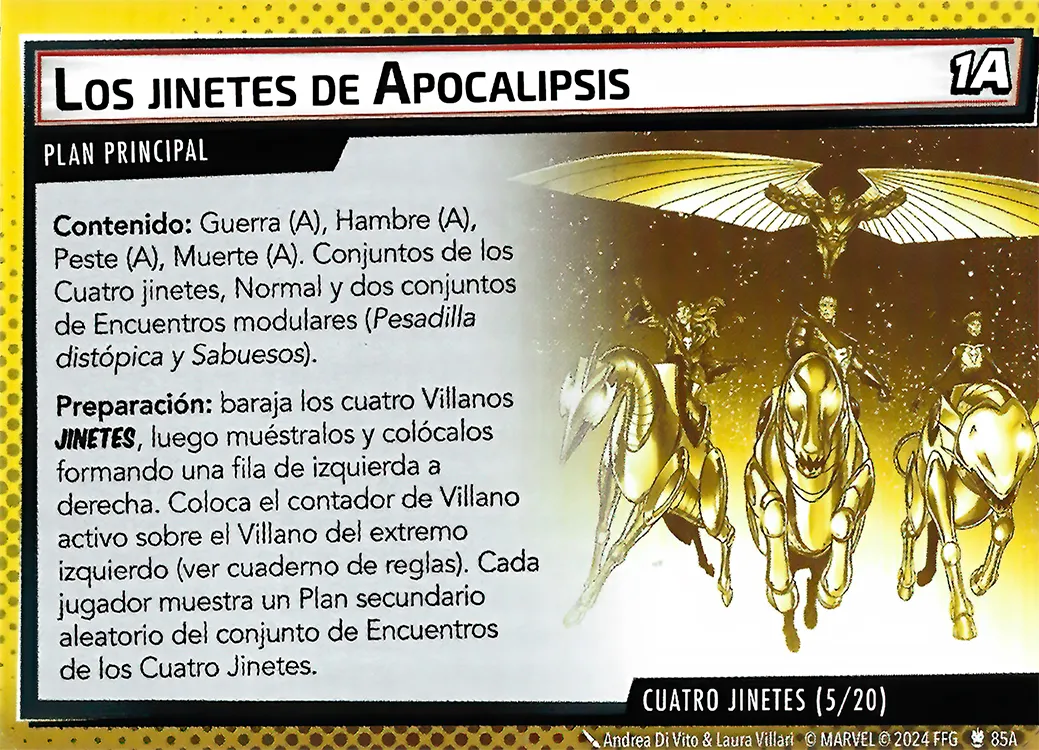 Los jinetes de Apocalipsis
1A
Plan principal
Contenido: Guerra (A), Hambre (A),
Peste (A), Muerte (A). Conjuntos de los
Cuatro jinetes, Normal y dos conjuntos
de Encuentros modulares (Pesadilla
distópica y Sabuesos).
Preparación: baraja los cuatro Villanos
JINETES, luego muéstralos y colócalos
formando una fila de izquierda a
derecha. Coloca el contador de Villano
activo sobre el Villano del extremo
izquierdo (ver cuaderno de reglas). Cada
jugador muestra un Plan secundario
aleatorio del conjunto de Encuentros
de los Cuatro Jinetes.
Cuatro jinetes (5/20)
Andrea Di Vito & Laura Villari © MARVEL © 2024 FFG 85A